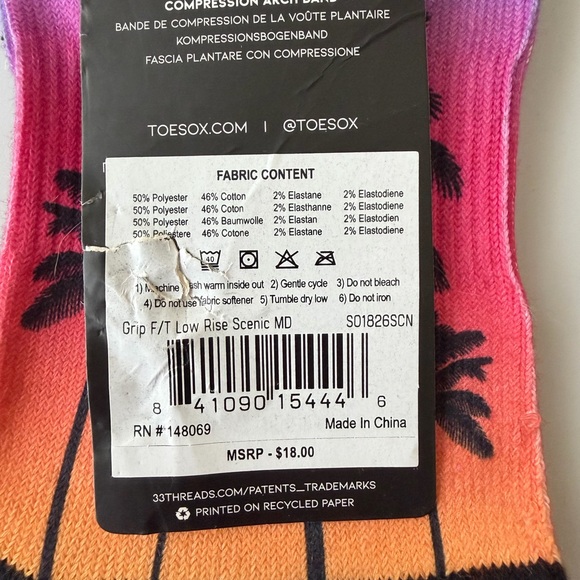 COMPRESSION ARCH BAND
BANDE DE COMPRESSION DE LA VOÛTE PLANTAIRE
KOMPRESSIONSBOGENBAND
FASCIA PLANTARE CON COMPRESSIONE
TOESOX.COM | @TOESOX
FABRIC CONTENT
50% Polyester 46% Cotton 2% Elastane 2% Elastodiene
50% Polyester 46% Coton 2% Elasthanne 2% Elastodiene
50% Polyester 46% Baumwolle 2% Elastan 2% Elastodien
50% 46% Cotone 2% Elastane 2% Elastodiene
40
1) wash warm inside out 2) Gentle cycle 3) Do not bleach
4) Do not use fabric softener 5) Tumble dry low 6) Do not iron
Grip F/T Low Rise Scenic MD S01826SCN
8 41090 15444 6
RN # 148069 Made In China
MSRP - $18.00
33THREADS.COM/PATENTS_TRADEMARKS
PRINTED ON RECYCLED PAPER